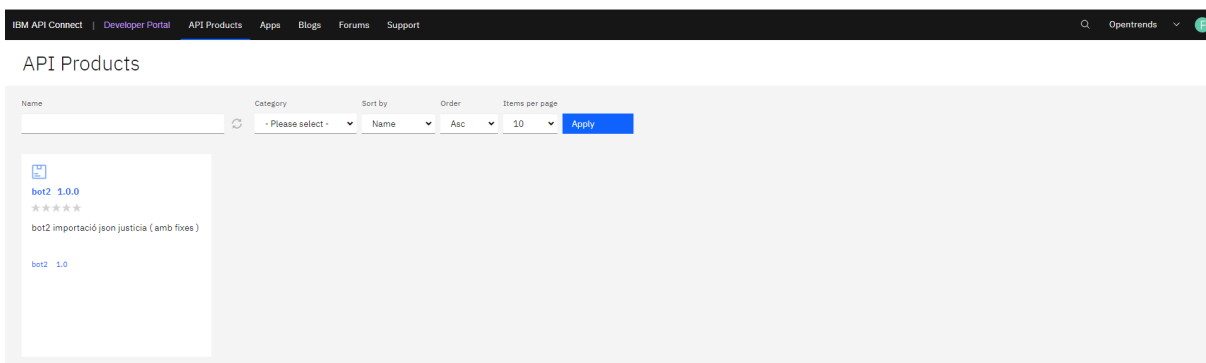 IBM API Connect | Developer Portal API Products Apps Blogs Forums Support Opentrends
API Products
Name Category Sort by Order Items per page
- Please select - Name Asc 10 Apply
bot2 1.0.0
bot2 importació json justicia ( amb fixes )
bot2 1.0